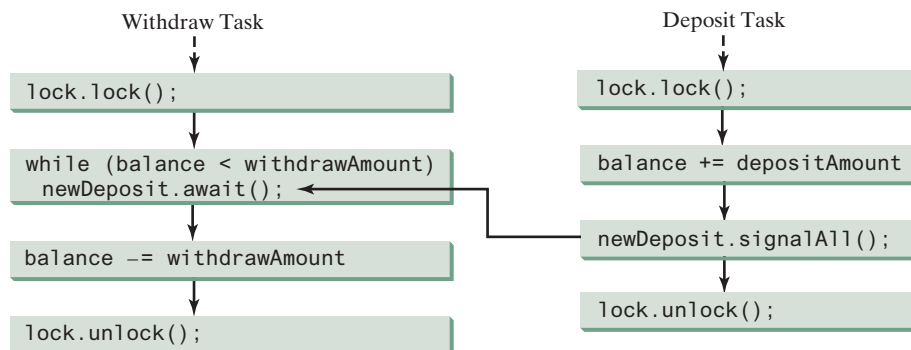 Withdraw Task
lock.lock();
while (balance < withdrawAmount)
newDeposit.await();
balance −= withdrawAmount
lock.unlock();
Deposit Task
lock.lock();
balance += depositAmount
newDeposit.signalAll();
lock.unlock();